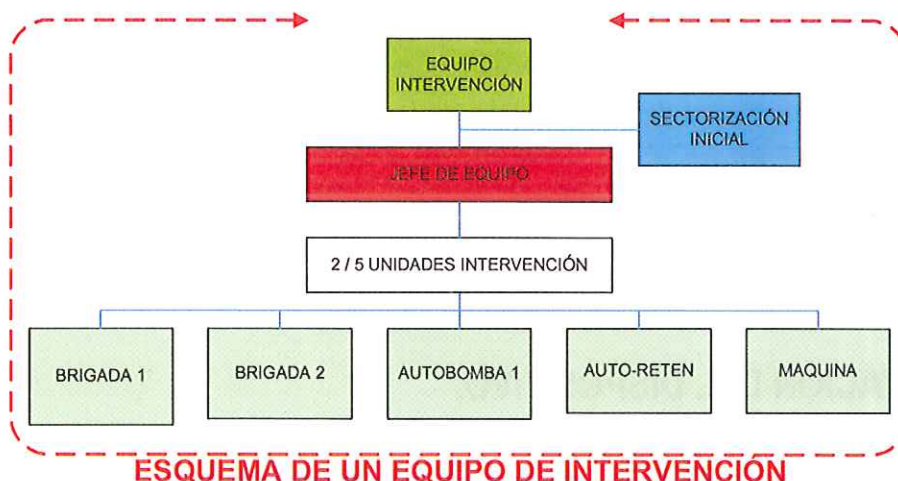 EQUIPO
INTERVENCIÓN
SECTORIZACIÓN
INICIAL
JEFE DE EQUIPO
2 / 5 UNIDADES INTERVENCIÓN
BRIGADA 1
BRIGADA 2
AUTOBOMBA 1
AUTO-RETEN
MAQUINA
ESQUEMA DE UN EQUIPO DE INTERVENCIÓN